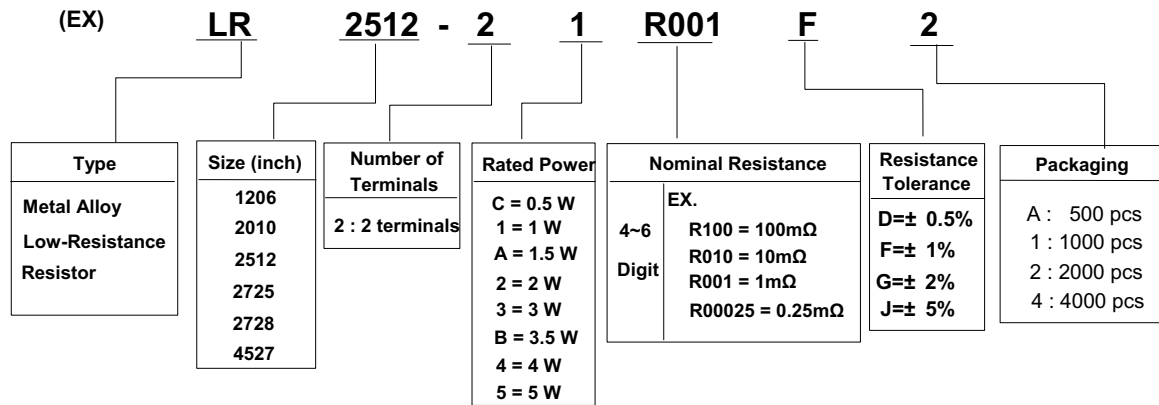 (EX) LR 2512 - 2 1 R001 F 2
Type
Metal Alloy
Low-Resistance
Resistor
Size (inch)
1206
2010
2512
2725
2728
4527
Number of
Terminals
2 : 2 terminals
Rated Power
C = 0.5 W
1 = 1 W
A = 1.5 W
2 = 2 W
3 = 3 W
B = 3.5 W
4 = 4 W
5 = 5 W
Nominal Resistance
4~6
Digit
EX.
R100 = 100mΩ
R010 = 10mΩ
R001 = 1mΩ
R00025 = 0.25mΩ
Resistance
Tolerance
D=± 0.5%
F=± 1%
G=± 2%
J=± 5%
Packaging
A : 500 pcs
1 : 1000 pcs
2 : 2000 pcs
4 : 4000 pcs